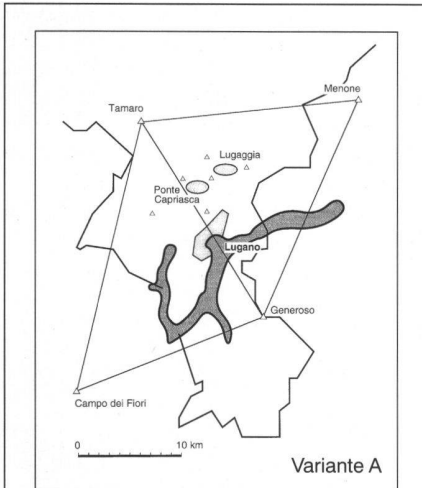 Menone
Tamaro
Lugaggia
Ponte
Capriasca
Lugano
Generoso
Campo dei Fiori
0 10 km
Variante A